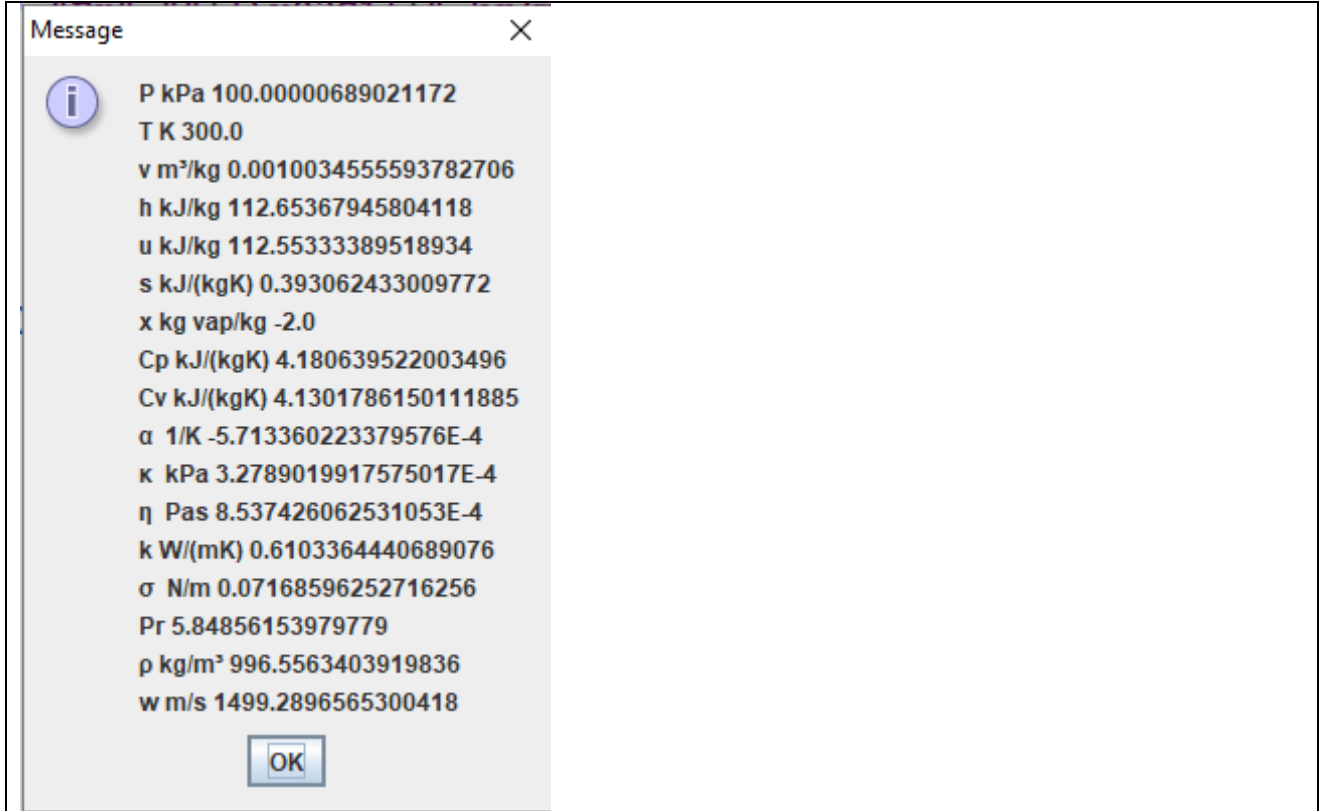 Message
P kPa 100.00000689021172
T K 300.0
v m³/kg 0.0010034555593782706
h kJ/kg 112.65367945804118
u kJ/kg 112.55333389518934
s kJ/(kgK) 0.393062433009772
x kg vap/kg -2.0
Cp kJ/(kgK) 4.180639522003496
Cv kJ/(kgK) 4.1301786150111885
α 1/K -5.713360223379576E-4
κ kPa 3.2789019917575017E-4
η Pas 8.537426062531053E-4
k W/(mK) 0.6103364440689076
σ N/m 0.07168596252716256
Pr 5.84856153979779
ρ kg/m³ 996.5563403919836
w m/s 1499.2896565300418
OK